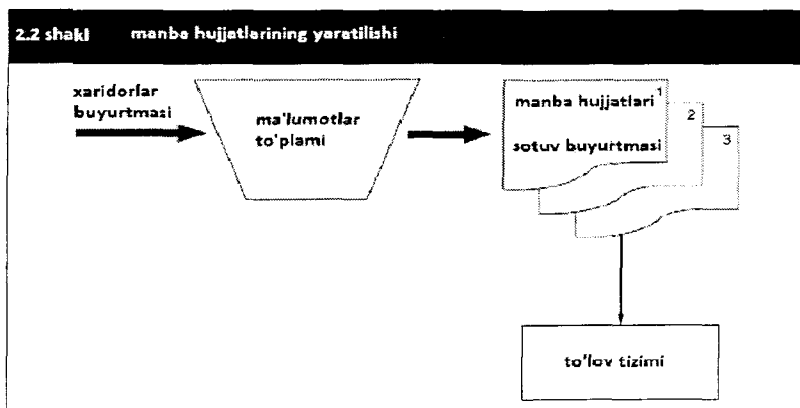 2.2 shakl manba hujjatlarining yaratilishi
xaridorlar
buyurtmasi
ma'lumotlar
to'plami
manba hujjatlari
sotuv buyurtmasi
1
2
3
to'lov tizimi